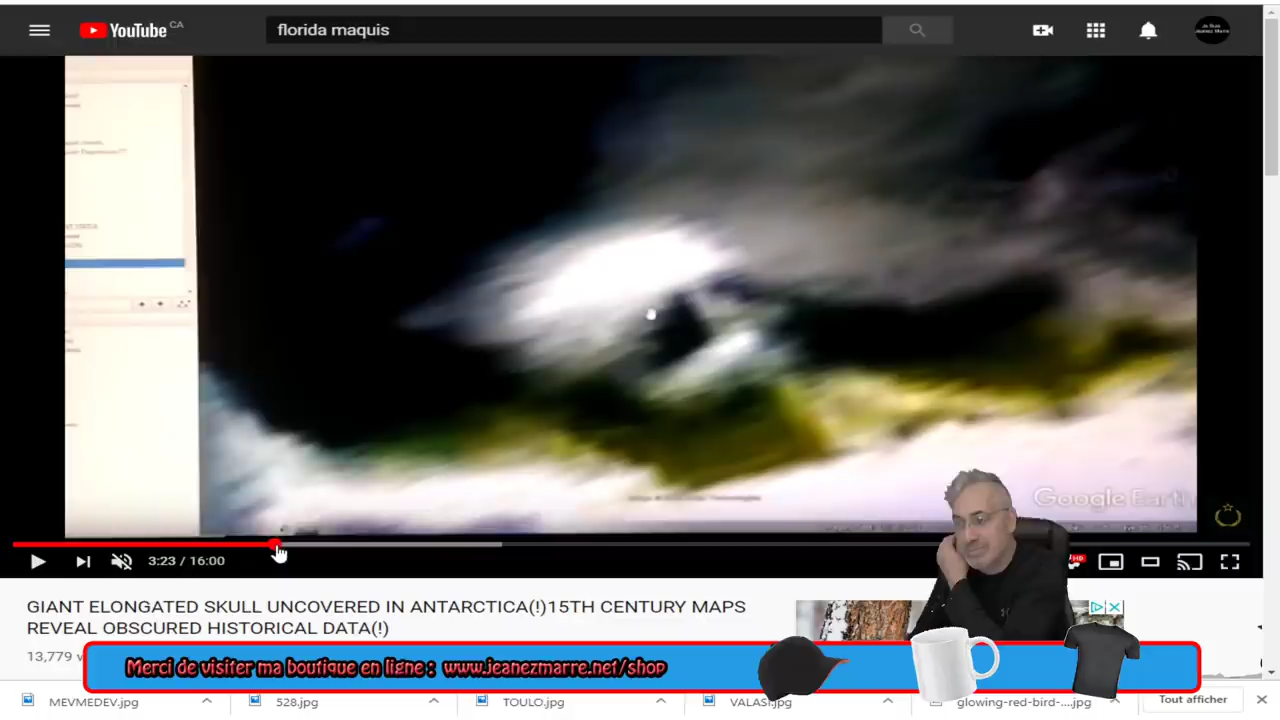 YouTube CA
florida maquis
Google Earth
3:23 / 16:00
HD
GIANT ELONGATED SKULL UNCOVERED IN ANTARCTICA(!)15TH CENTURY MAPS
REVEAL OBSCURED HISTORICAL DATA(!)
13,779
Merci de visiter ma boutique en ligne : www.jeanezmarre.net/shop
MEVMEDEV.jpg
528.jpg
TOULO.jpg
VALASI.jpg
glowing-red-bird-....jpg
Tout afficher